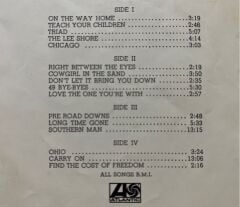 SIDE I
ON THE WAY HOME 3:19
TEACH YOUR CHILDREN 2:46
TRIAD 5:07
THE LEE SHORE 4:14
CHICAGO 3:03
SIDE II
RIGHT BETWEEN THE EYES 2:19
COWGIRL IN THE SAND 3:50
DON'T LET IT BRING YOU DOWN 2:35
49 BYE-BYES 5:30
LOVE THE ONE YOU'RE WITH 2:57
SIDE III
PRE ROAD DOWNS 2:48
LONG TIME GONE 5:33
SOUTHERN MAN 13:15
SIDE IV
OHIO 3:24
CARRY ON 13:06
FIND THE COST OF FREEDOM 2:16
ALL SONGS B.M.I.
ATLANTIC